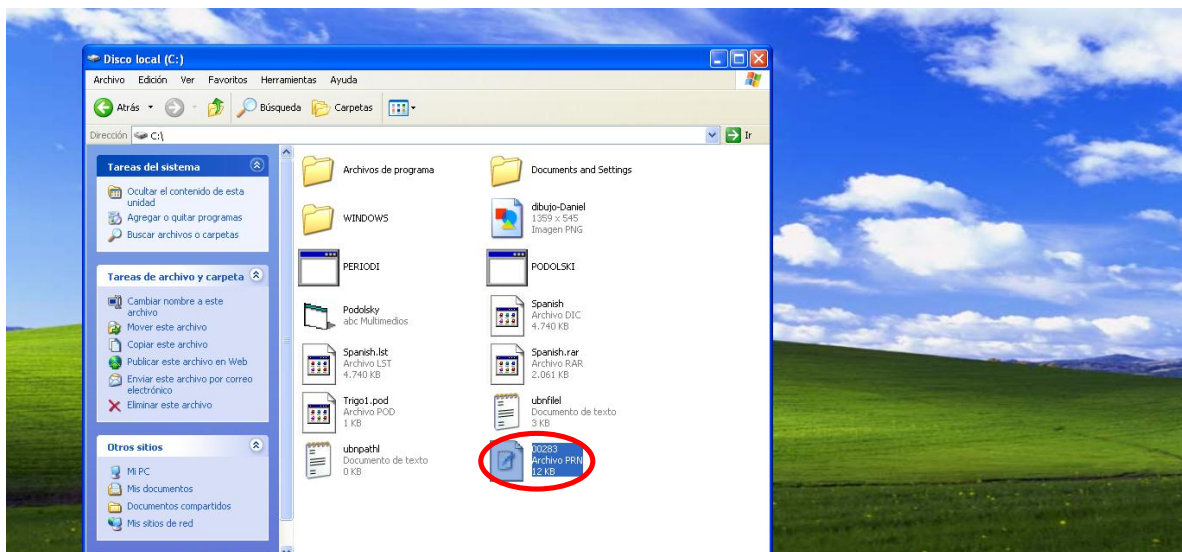 Disco local (C:)
Archivo Edición Ver Favoritos Herramientas Ayuda
Atrás Búsqueda Carpetas
Dirección C:\ Ir
Tareas del sistema
Ocultar el contenido de esta
unidad
Agregar o quitar programas
Buscar archivos o carpetas
Tareas de archivo y carpeta
Cambiar nombre a este
archivo
Mover este archivo
Copiar este archivo
Publicar este archivo en Web
Enviar este archivo por correo
electrónico
Eliminar este archivo
Otros sitios
Mi PC
Mis documentos
Documentos compartidos
Mis sitios de red
Archivos de programa
Documents and Settings
WINDOWS
dibujo-Daniel
1359 x 545
Imagen PNG
PERIODI
PODOLSKI
Podolsky
abc Multimedios
Spanish
Archivo DIC
4.740 KB
Spanish.lst
Archivo LST
4.740 KB
Spanish.rar
Archivo RAR
2.061 KB
Trigo1.pod
Archivo POD
1 KB
ubnfilel
Documento de texto
3 KB
ubnpathl
Documento de texto
0 KB
00283
Archivo PRN
12 KB